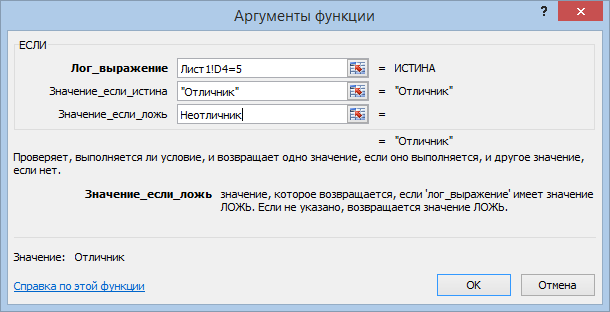 Аргументы функции
?
ЕСЛИ
Лог_выражение Лист1!D4=5 = ИСТИНА
Значение_если_истина "Отличник" = "Отличник"
Значение_если_ложь Неотличник =
= "Отличник"
Проверяет, выполняется ли условие, и возвращает одно значение, если оно выполняется, и другое значение,
если нет.
Значение_если_ложь значение, которое возвращается, если 'лог_выражение' имеет значение
ЛОЖЬ. Если не указано, возвращается значение ЛОЖЬ.
Значение: Отличник
Справка по этой функции
ОК Отмена